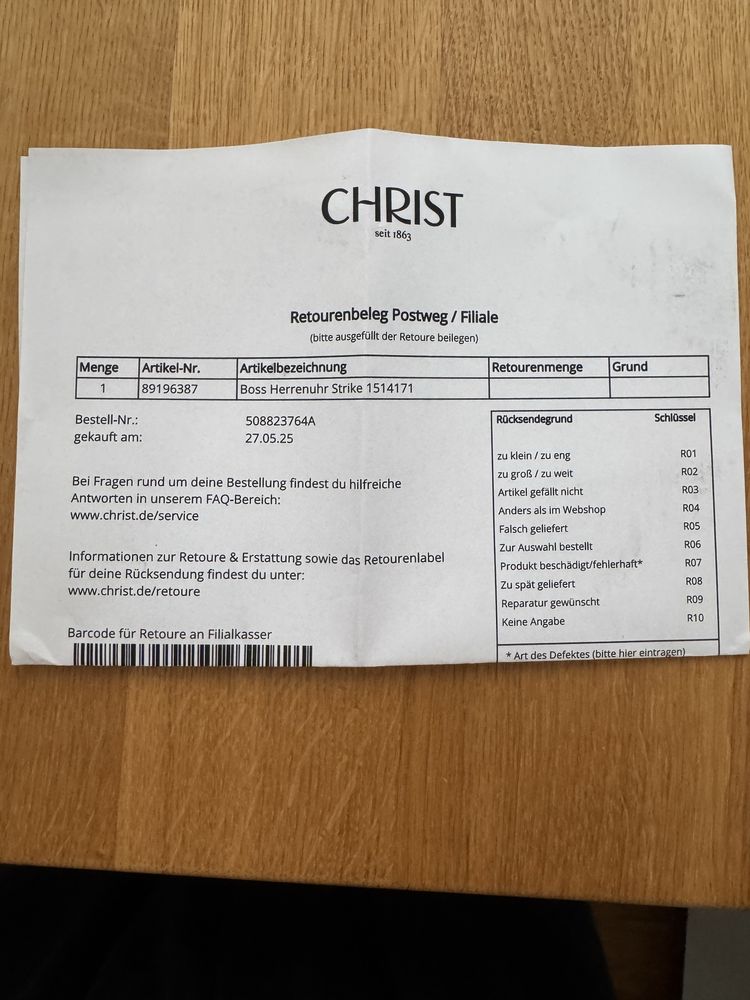 CHRIST
seit 1863
Retourenbeleg Postweg / Filiale
(bitte ausgefüllt der Retoure beilegen)
Menge Artikel-Nr. Artikelbezeichnung Retourenmenge Grund
1 89196387 Boss Herrenuhr Strike 1514171
Bestell-Nr.: 508823764A
gekauft am: 27.05.25
Bei Fragen rund um deine Bestellung findest du hilfreiche
Antworten in unserem FAQ-Bereich:
www.christ.de/service
Informationen zur Retoure & Erstattung sowie das Retourenlabel
für deine Rücksendung findest du unter:
www.christ.de/retoure
Barcode für Retoure an Filialkasser
Rücksendegrund Schlüssel
zu klein / zu eng R01
zu groß / zu weit R02
Artikel gefällt nicht R03
Anders als im Webshop R04
Falsch geliefert R05
Zur Auswahl bestellt R06
Produkt beschädigt/fehlerhaft* R07
Zu spät geliefert R08
Reparatur gewünscht R09
Keine Angabe R10
* Art des Defektes (bitte hier eintragen)